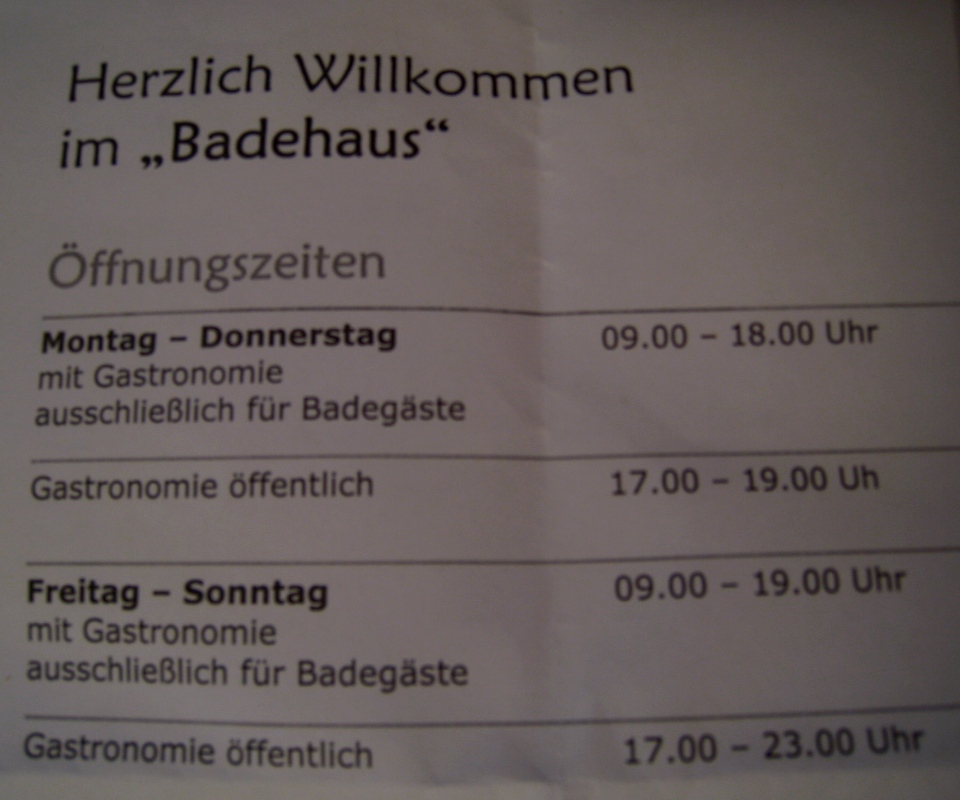 Herzlich Willkommen
im „Badehaus“
Öffnungszeiten
Montag – Donnerstag 09.00 – 18.00 Uhr
mit Gastronomie
ausschließlich für Badegäste
Gastronomie öffentlich 17.00 – 19.00 Uh
Freitag – Sonntag 09.00 – 19.00 Uhr
mit Gastronomie
ausschließlich für Badegäste
Gastronomie öffentlich 17.00 – 23.00 Uhr